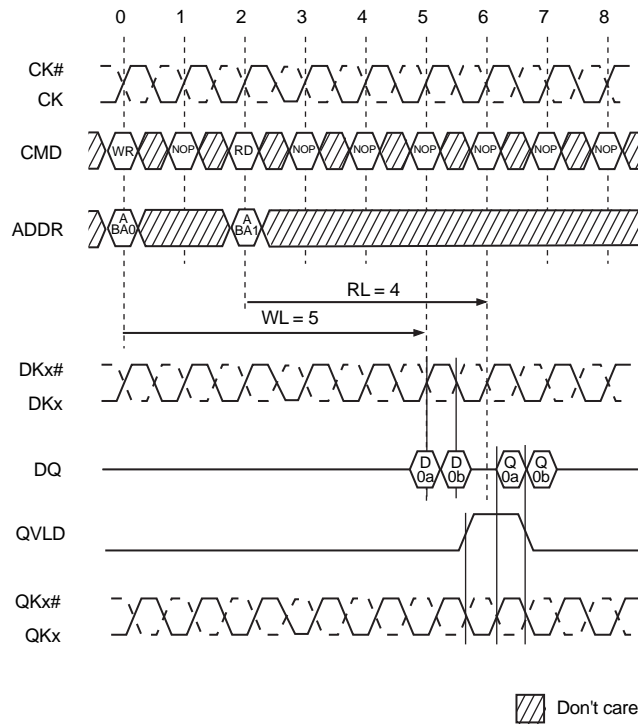 0 1 2 3 4 5 6 7 8
CK#
CK
CMD WR NOP RD NOP NOP NOP NOP NOP NOP
ADDR A BA0 A BA1
RL = 4
WL = 5
DKx#
DKx
DQ D 0a D 0b Q 0a Q 0b
QVLD
QKx#
QKx
Don't care